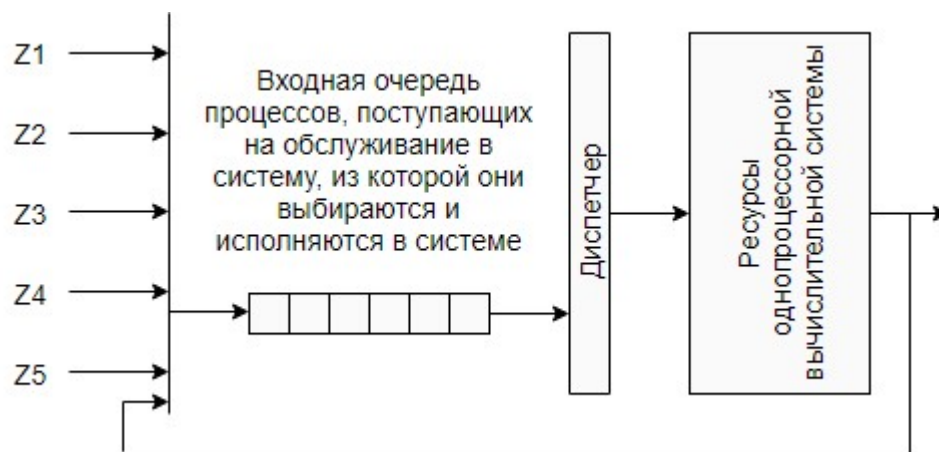 Z1
Z2
Z3
Z4
Z5
Входная очередь
процессов, поступающих
на обслуживание в
систему, из которой они
выбираются и
исполняются в системе
Диспетчер
Ресурсы
однопроцессорной
вычислительной системы